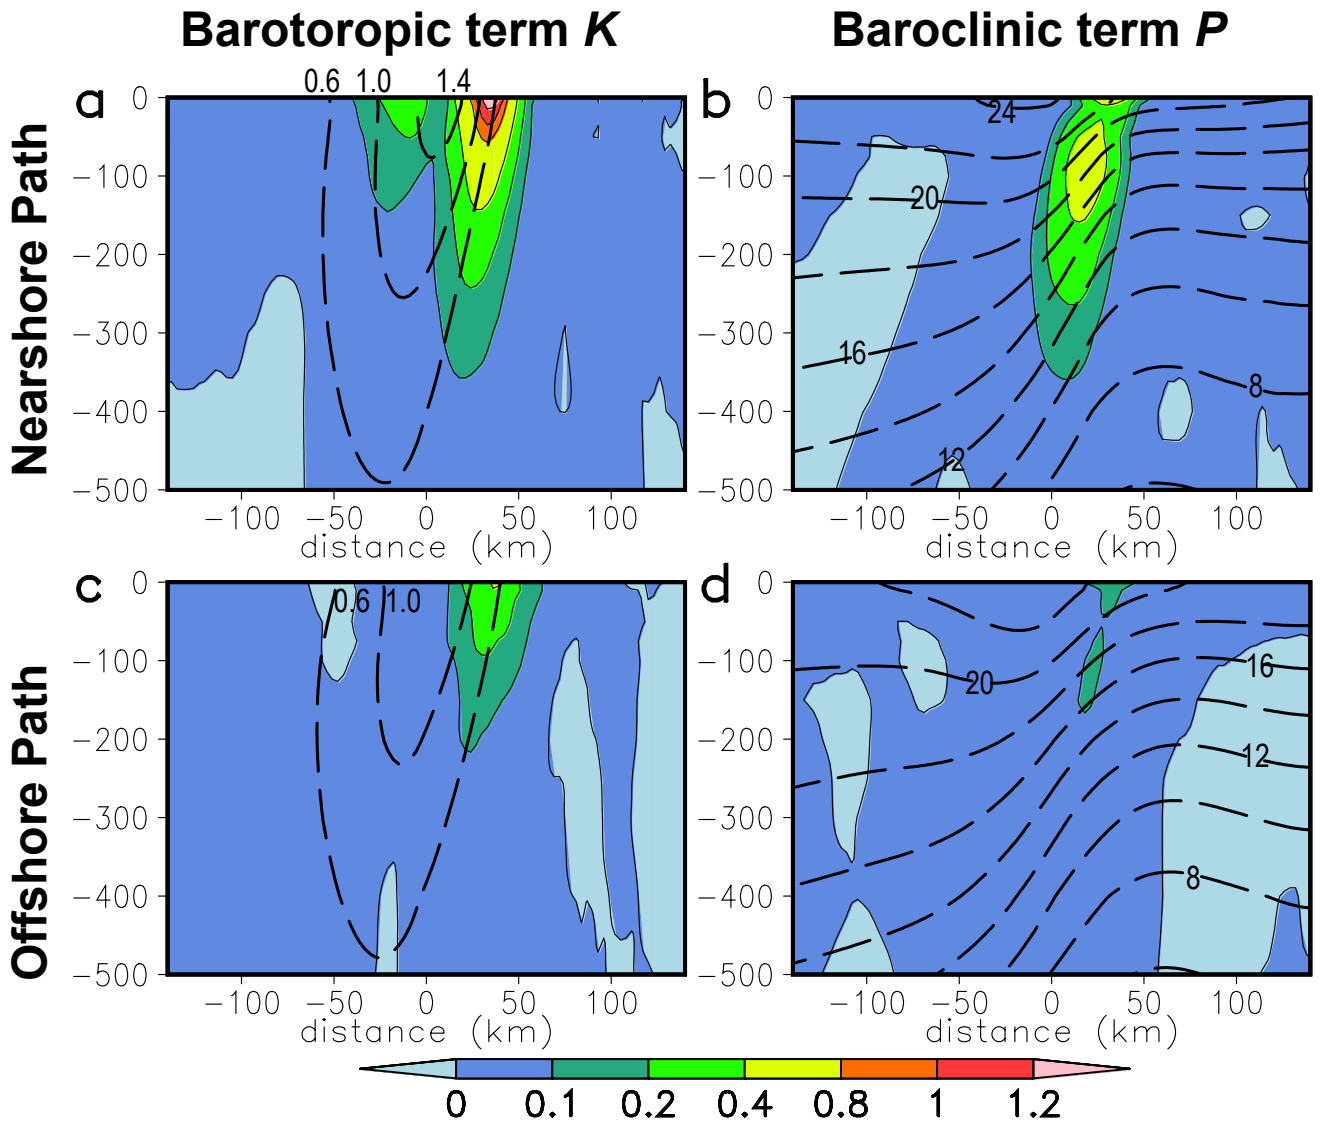 Barotoropic term K
Baroclinic term P
Nearshore Path
Offshore Path
a
0.6 1.0 1.4
0
−100
−200
−300
−400
−500
−100 −50 0 50 100
distance (km)
b
24
20
16
12
8
0
−100
−200
−300
−400
−500
−100 −50 0 50 100
distance (km)
c
0.6 1.0
0
−100
−200
−300
−400
−500
−100 −50 0 50 100
distance (km)
d
20
16
12
8
0
−100
−200
−300
−400
−500
−100 −50 0 50 100
distance (km)
0 0.1 0.2 0.4 0.8 1 1.2